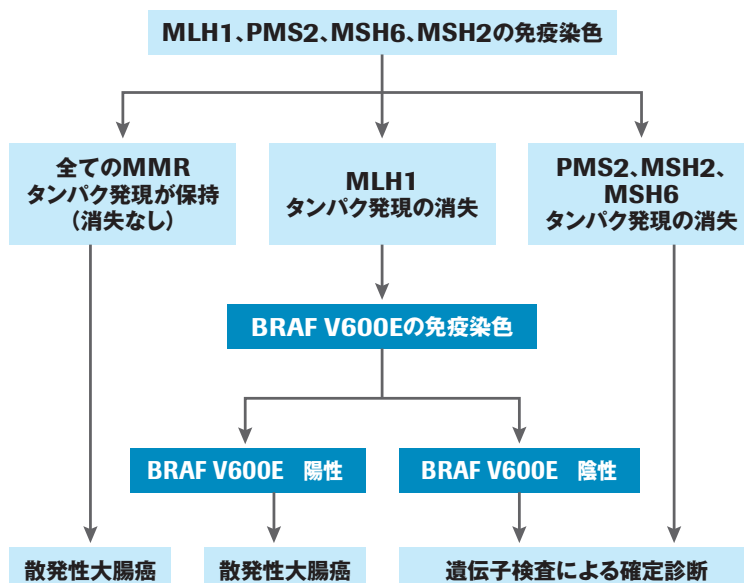 MLH1、PMS2、MSH6、MSH2の免疫染色
全てのMMR
タンパク発現が保持
（消失なし）
MLH1
タンパク発現の消失
PMS2、MSH2、
MSH6
タンパク発現の消失
BRAF V600Eの免疫染色
BRAF V600E 陽性
BRAF V600E 陰性
散発性大腸癌
散発性大腸癌
遺伝子検査による確定診断